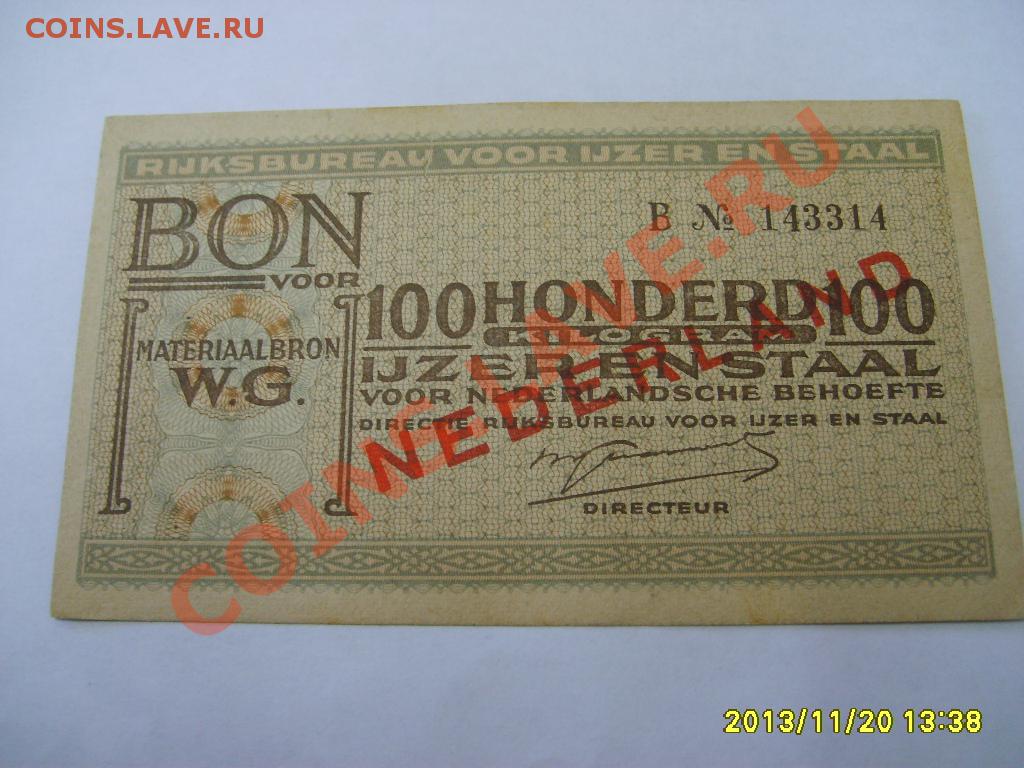 COINS.LAVE.RU
RIJKSBUREAU VOOR IJZER EN STAAL
BON
VOOR
B № 143314
MATERIAALBRON
W.G.
100 HONDERD 100
KILOGRAM
IJZER EN STAAL
VOOR NEDERLANDSCHE BEHOEFTE
DIRECTIE RIJKSBUREAU VOOR IJZER EN STAAL
DIRECTEUR
NEDERLAND
COINS.LAVE.RU
2013/11/20 13:38